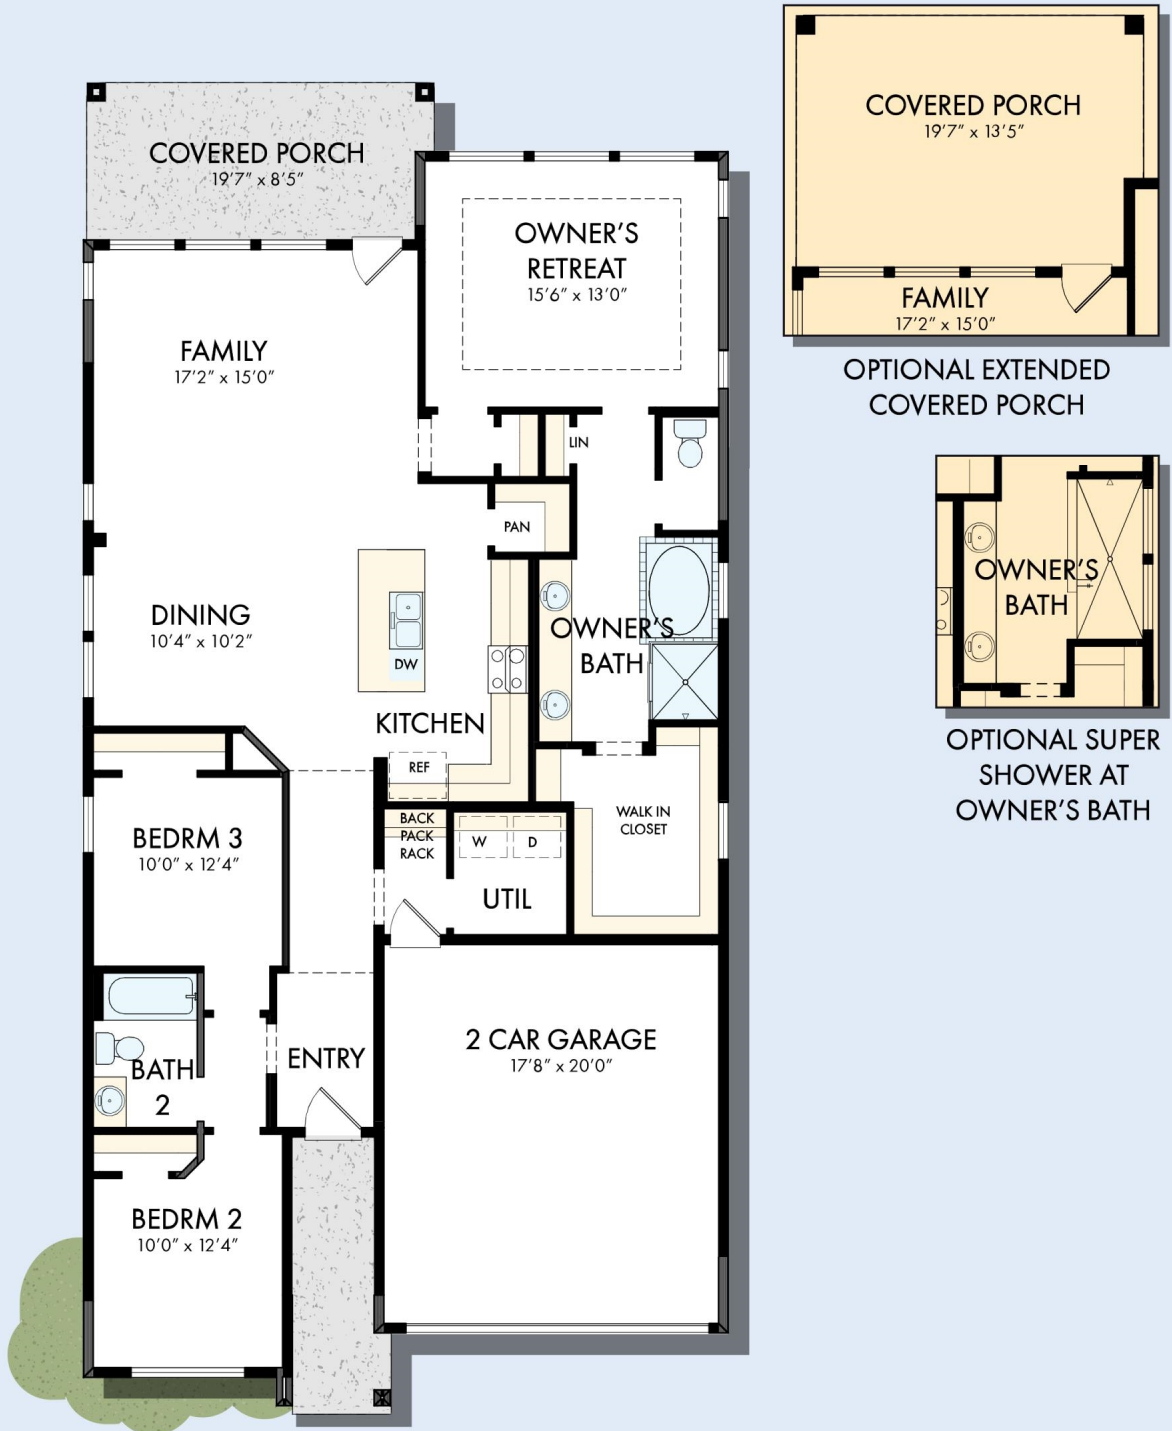 COVERED PORCH
19'7" x 8'5"
OWNER'S
RETREAT
15'6" x 13'0"
FAMILY
17'2" x 15'0"
LIN
PAN
DINING
10'4" x 10'2"
DW
OWNER'S
BATH
KITCHEN
REF
BEDRM 3
10'0" x 12'4"
BACK
PACK
RACK
W
D
UTIL
WALK IN
CLOSET
ENTRY
BATH
2
2 CAR GARAGE
17'8" x 20'0"
BEDRM 2
10'0" x 12'4"
COVERED PORCH
19'7" x 13'5"
FAMILY
17'2" x 15'0"
OPTIONAL EXTENDED
COVERED PORCH
OWNER'S
BATH
OPTIONAL SUPER
SHOWER AT
OWNER'S BATH